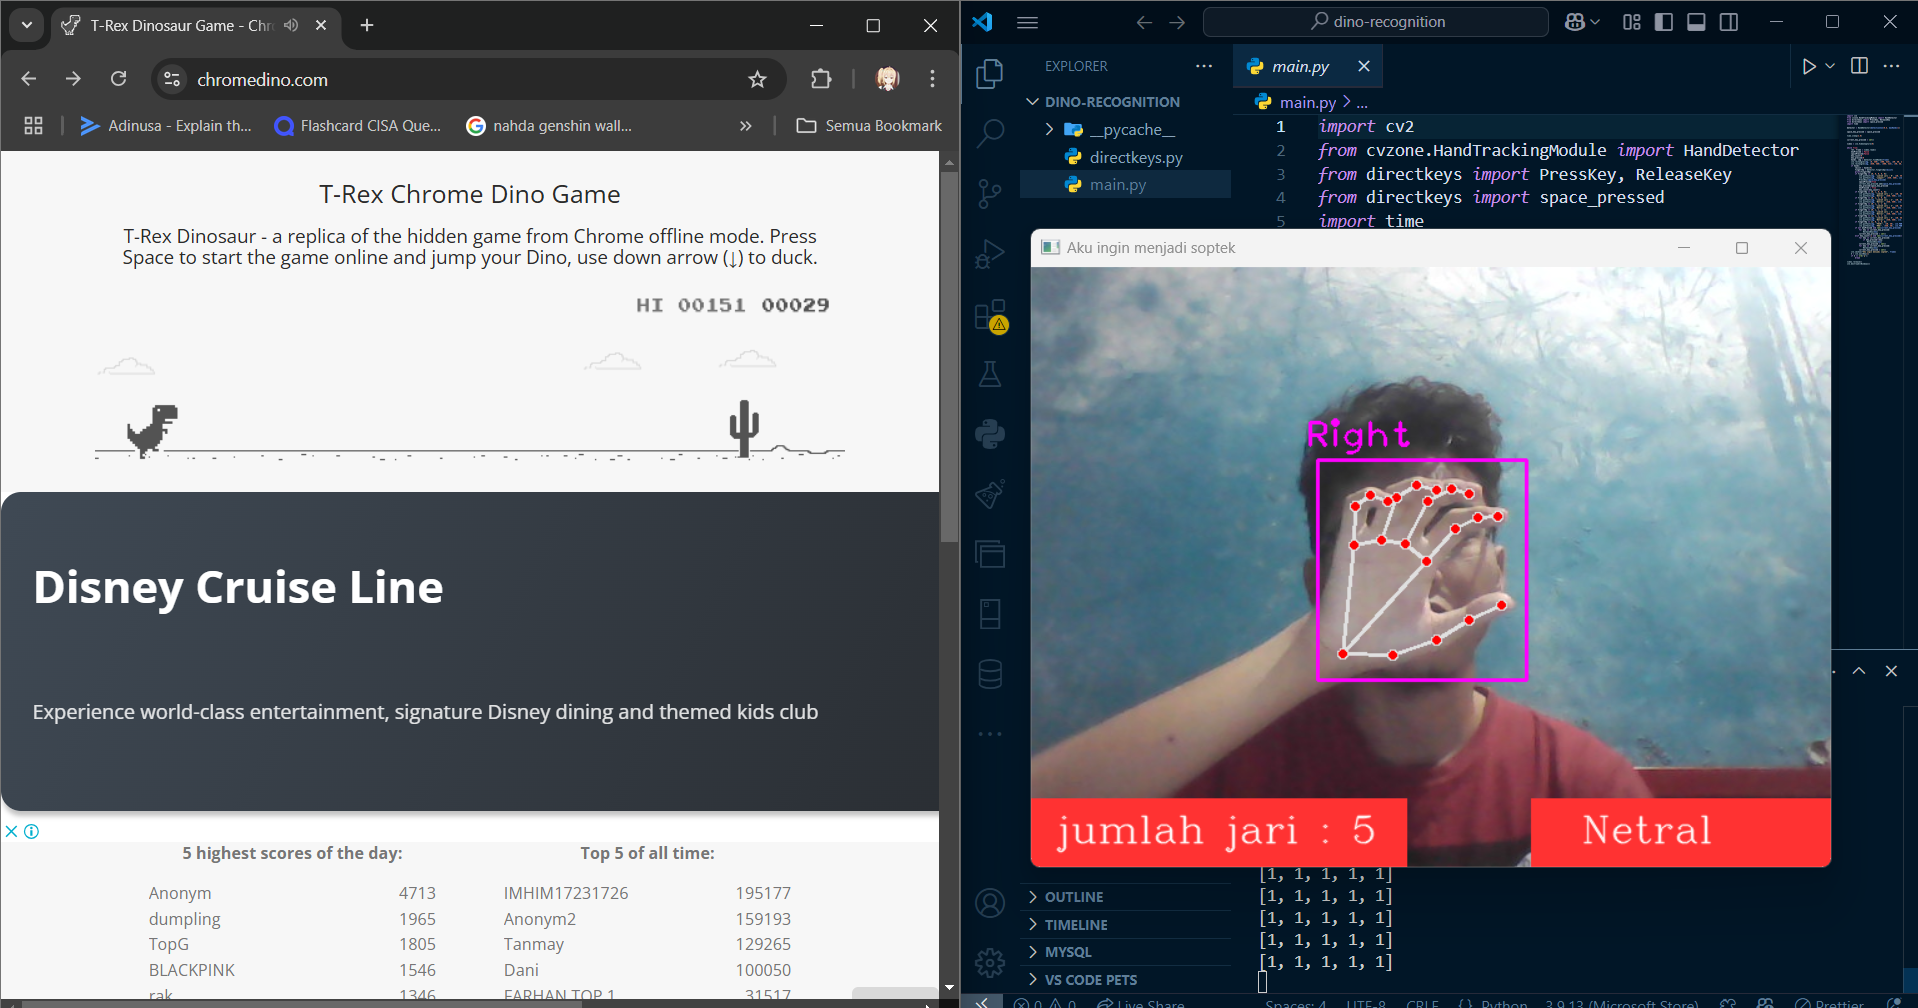 T-Rex Dinosaur Game - Chr
chromedino.com
Adinusa - Explain th...
Flashcard CISA Que...
nahda genshin wall...
»
Semua Bookmark
T-Rex Chrome Dino Game
T-Rex Dinosaur - a replica of the hidden game from Chrome offline mode. Press
Space to start the game online and jump your Dino, use down arrow (↓) to duck.
HI 00151 00029
Disney Cruise Line
Experience world-class entertainment, signature Disney dining and themed kids club
5 highest scores of the day:
Anonym 4713
dumpling 1965
TopG 1805
BLACKPINK 1546
rak 1346
Top 5 of all time:
IMHIM17231726 195177
Anonym2 159193
Tanmay 129265
Dani 100050
FARHAN TOP 1 31517
dino-recognition
EXPLORER
DINO-RECOGNITION
__pycache__
directkeys.py
main.py
OUTLINE
TIMELINE
MYSQL
VS CODE PETS
main.py
main.py > ...
1 import cv2
2 from cvzone.HandTrackingModule import HandDetector
3 from directkeys import PressKey, ReleaseKey
4 from directkeys import space_pressed
5 import time
Aku ingin menjadi soptek
Right
jumlah jari : 5
Netral
[1, 1, 1, 1, 1]
[1, 1, 1, 1, 1]
[1, 1, 1, 1, 1]
[1, 1, 1, 1, 1]
[1, 1, 1, 1, 1]
0 0 Live Share Spaces: 4 UTF-8 CRLF {} Python 3.9.13 (Microsoft Store) Prettier